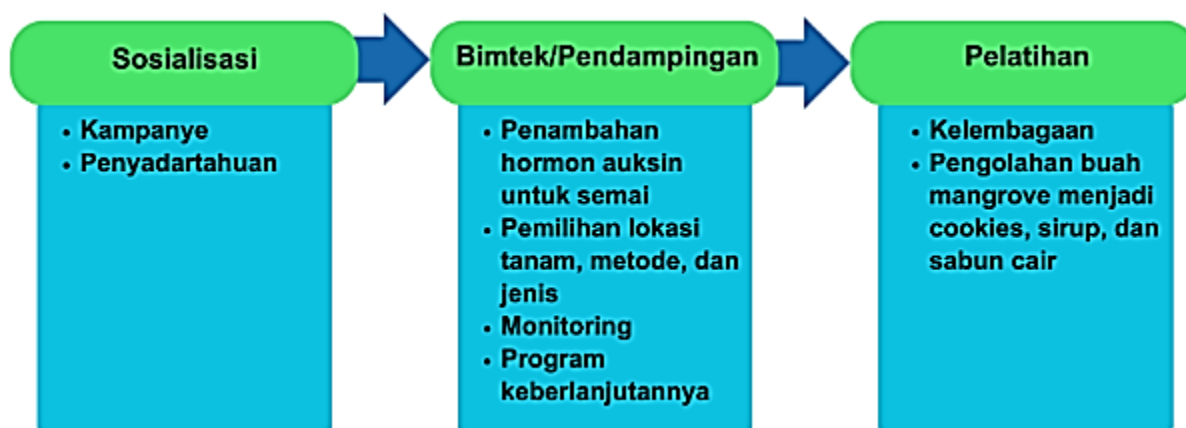 Sosialisasi
• Kampanye
• Penyadartahuan
Bimtek/Pendampingan
• Penambahan
hormon auksin
untuk semai
• Pemilihan lokasi
tanam, metode, dan
jenis
• Monitoring
• Program
keberlanjutannya
Pelatihan
• Kelembagaan
• Pengolahan buah
mangrove menjadi
cookies, sirup, dan
sabun cair